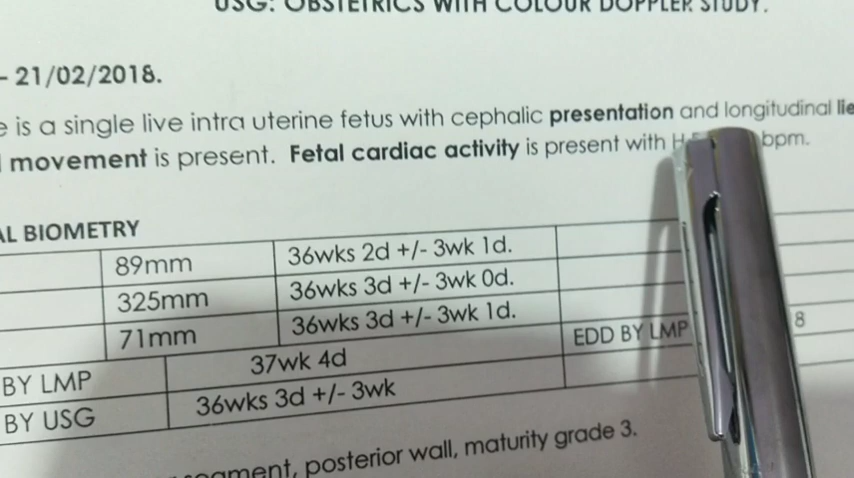 USG: OBSTETRICS WITH COLOUR DOPPLER STUDY.
- 21/02/2018.
is a single live intra uterine fetus with cephalic presentation and longitudinal lie
movement is present. Fetal cardiac activity is present with bpm.
BIOMETRY
89mm 36wks 2d +/- 3wk 1d.
325mm 36wks 3d +/- 3wk 0d.
71mm 36wks 3d +/- 3wk 1d.
BY LMP 37wk 4d EDD BY LMP 8
BY USG 36wks 3d +/- 3wk
posterior wall, maturity grade 3.